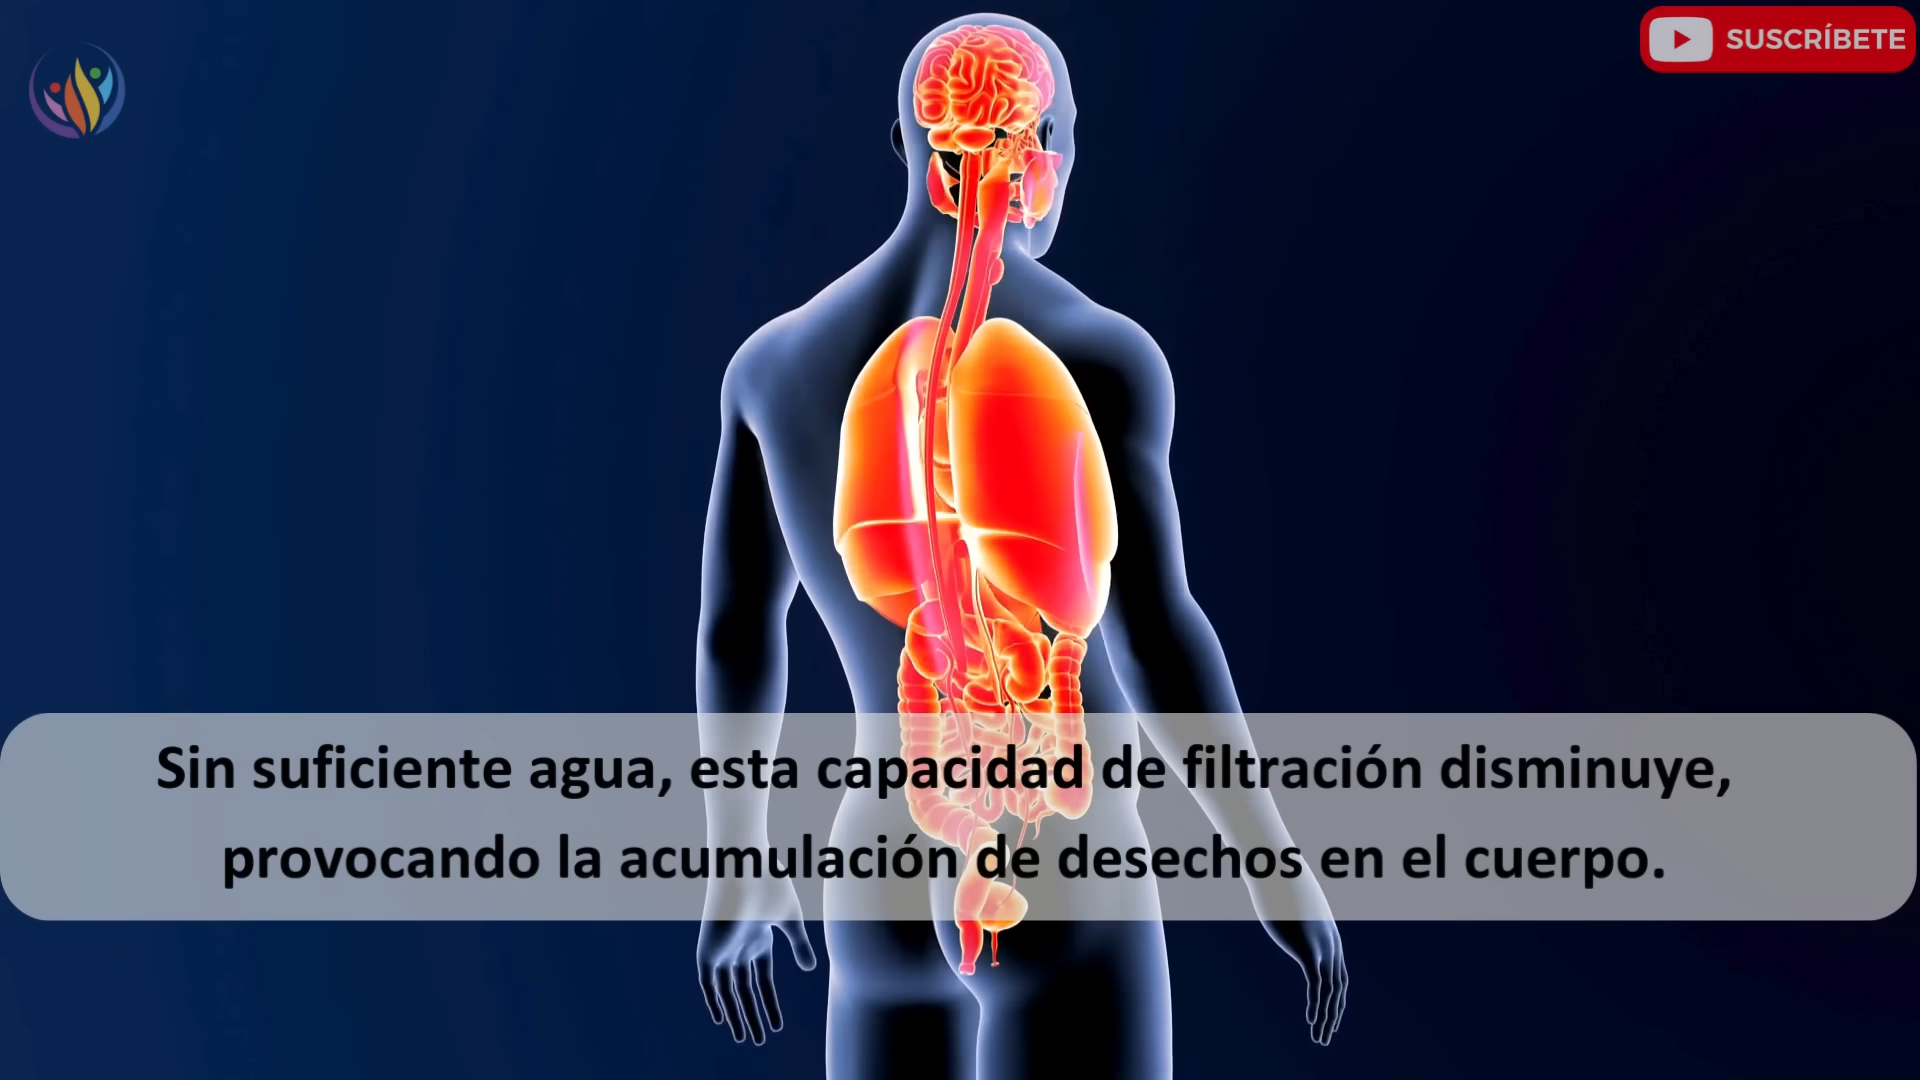 SUSCRÍBETE
Sin suficiente agua, esta capacidad de filtración disminuye,
provocando la acumulación de desechos en el cuerpo.